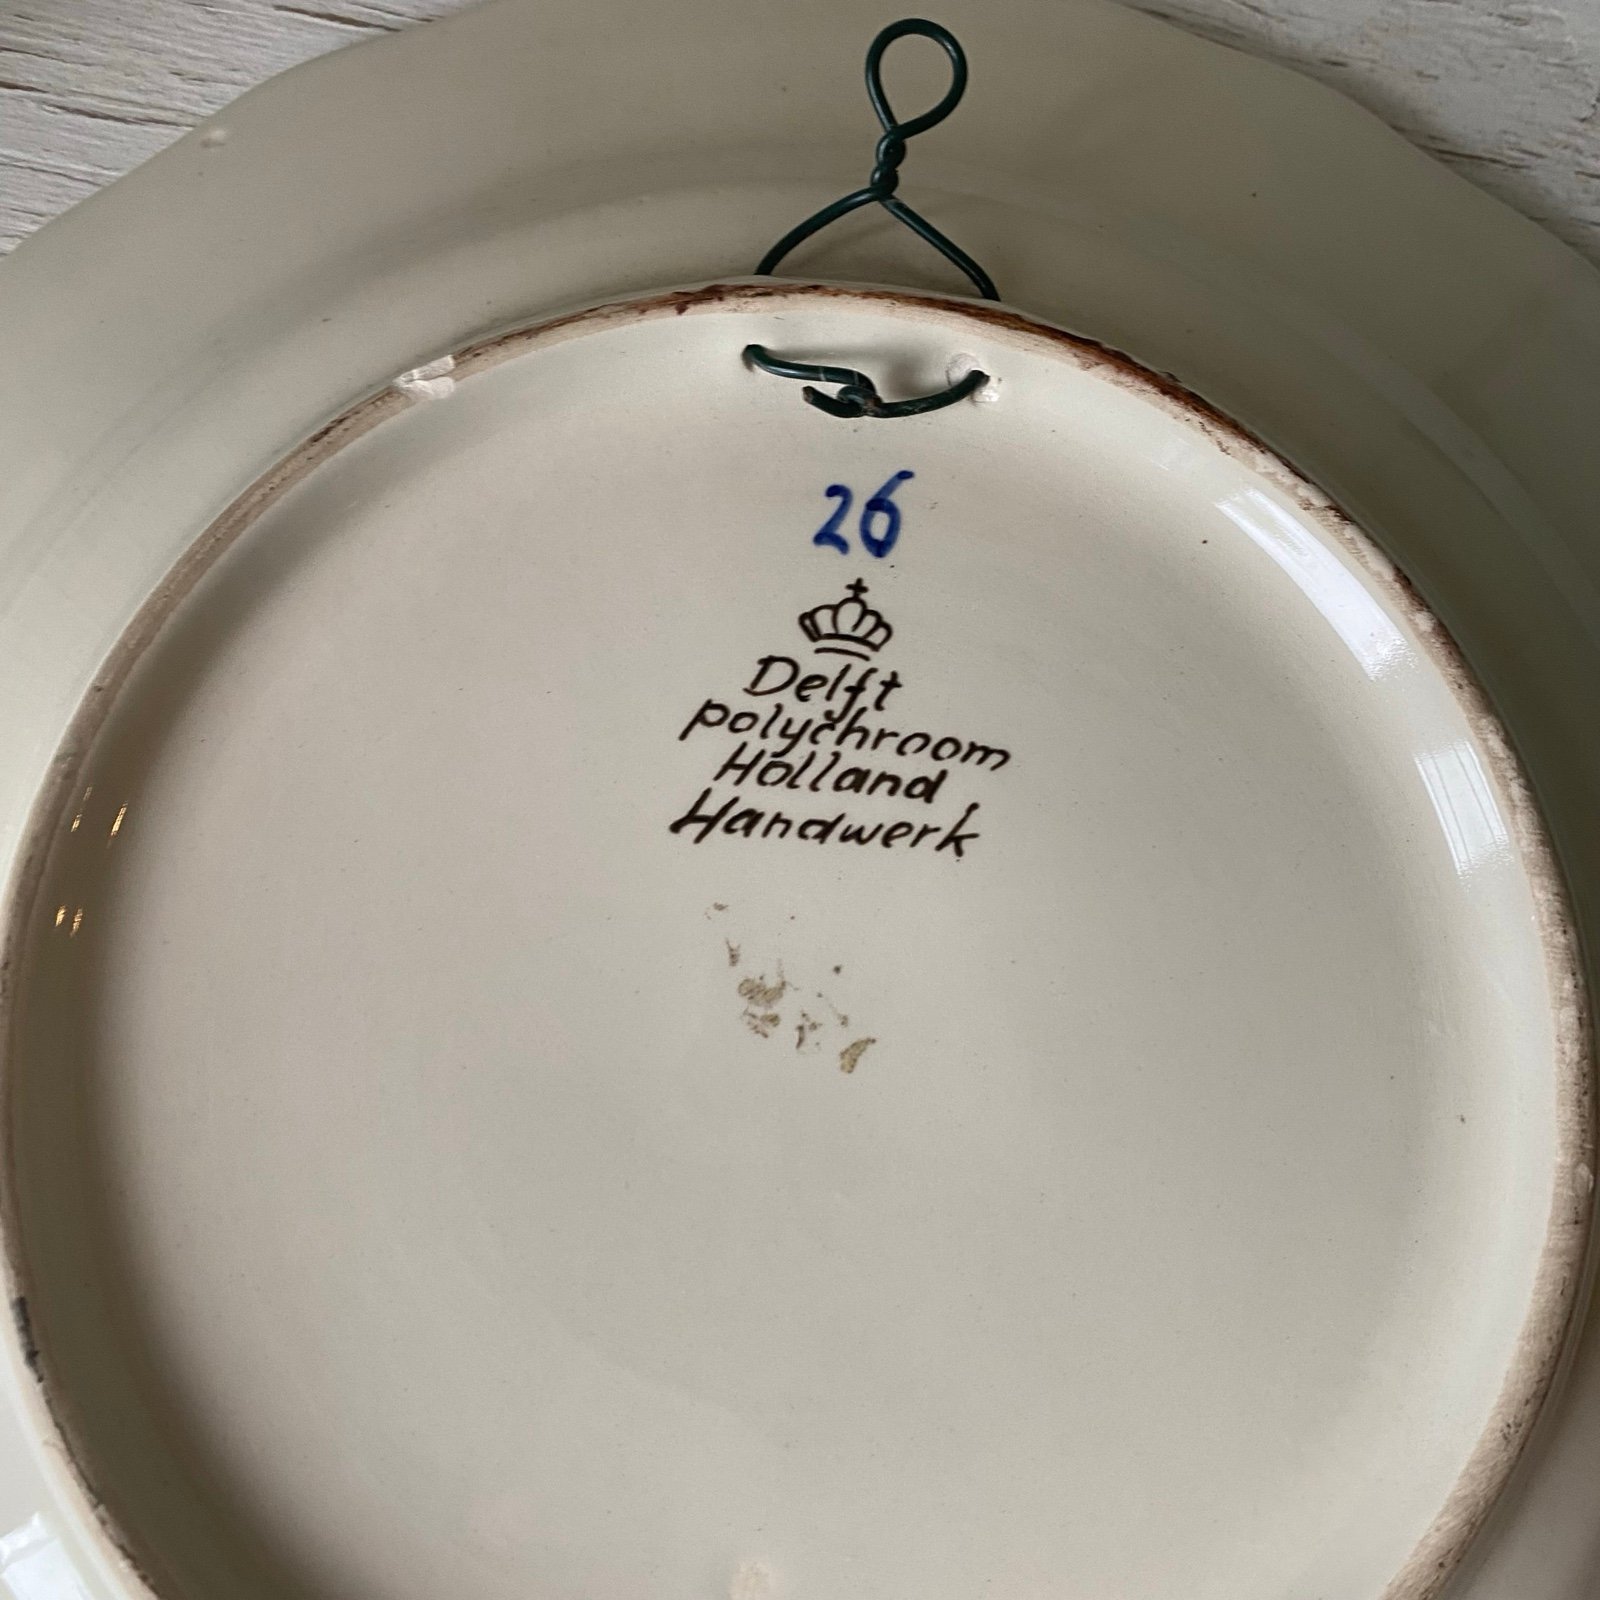 26
Delft
polychroom
Holland
Handwerk